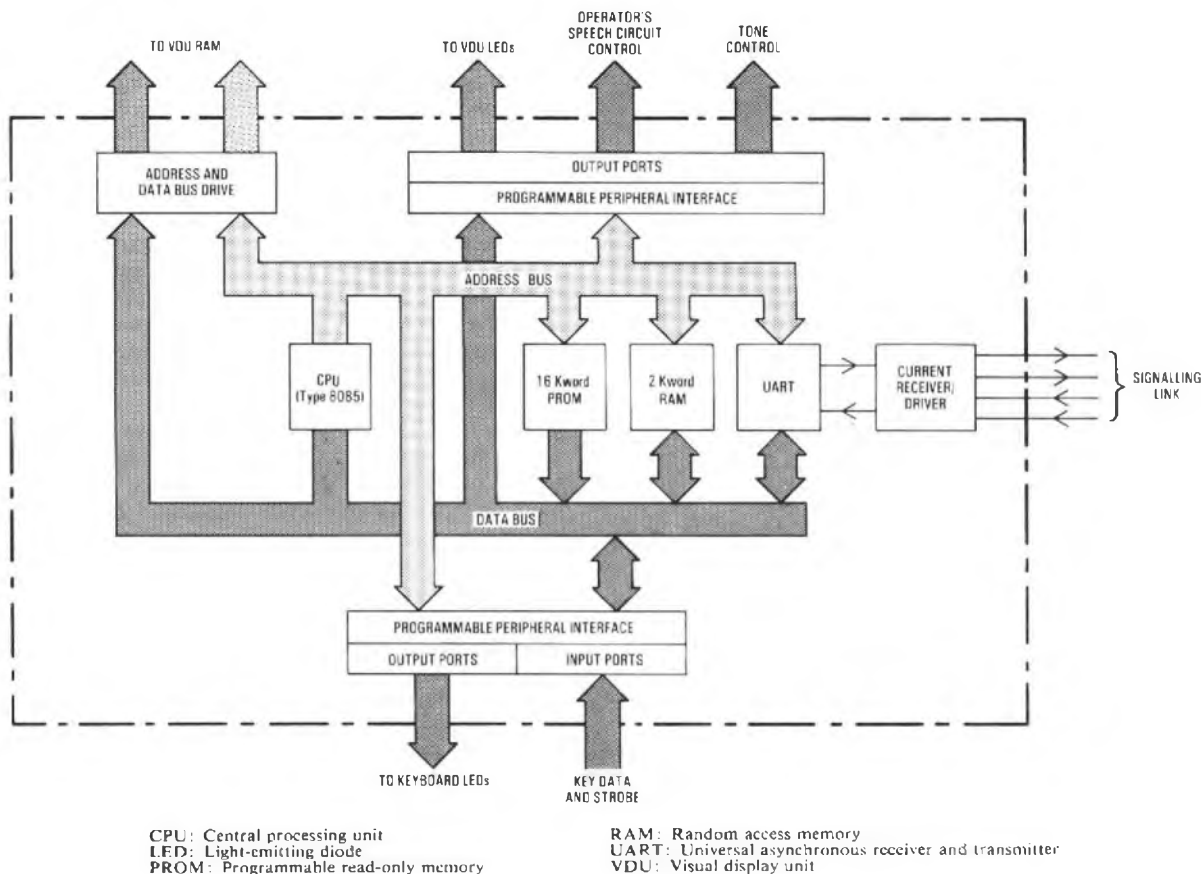 TO VDU RAM
TO VDU LEDs
OPERATOR'S
SPEECH CIRCUIT
CONTROL
TONE
CONTROL
ADDRESS AND
DATA BUS DRIVE
OUTPUT PORTS
PROGRAMMABLE PERIPHERAL INTERFACE
ADDRESS BUS
CPU
(Type 8085)
16 Kword
PROM
2 Kword
RAM
UART
CURRENT
RECEIVER/
DRIVER
SIGNALLING
LINK
DATA BUS
PROGRAMMABLE PERIPHERAL INTERFACE
OUTPUT PORTS
INPUT PORTS
TO KEYBOARD LEDs
KEY DATA
AND STROBE
CPU: Central processing unit
LED: Light-emitting diode
PROM: Programmable read-only memory
RAM: Random access memory
UART: Universal asynchronous receiver and transmitter
VDU: Visual display unit